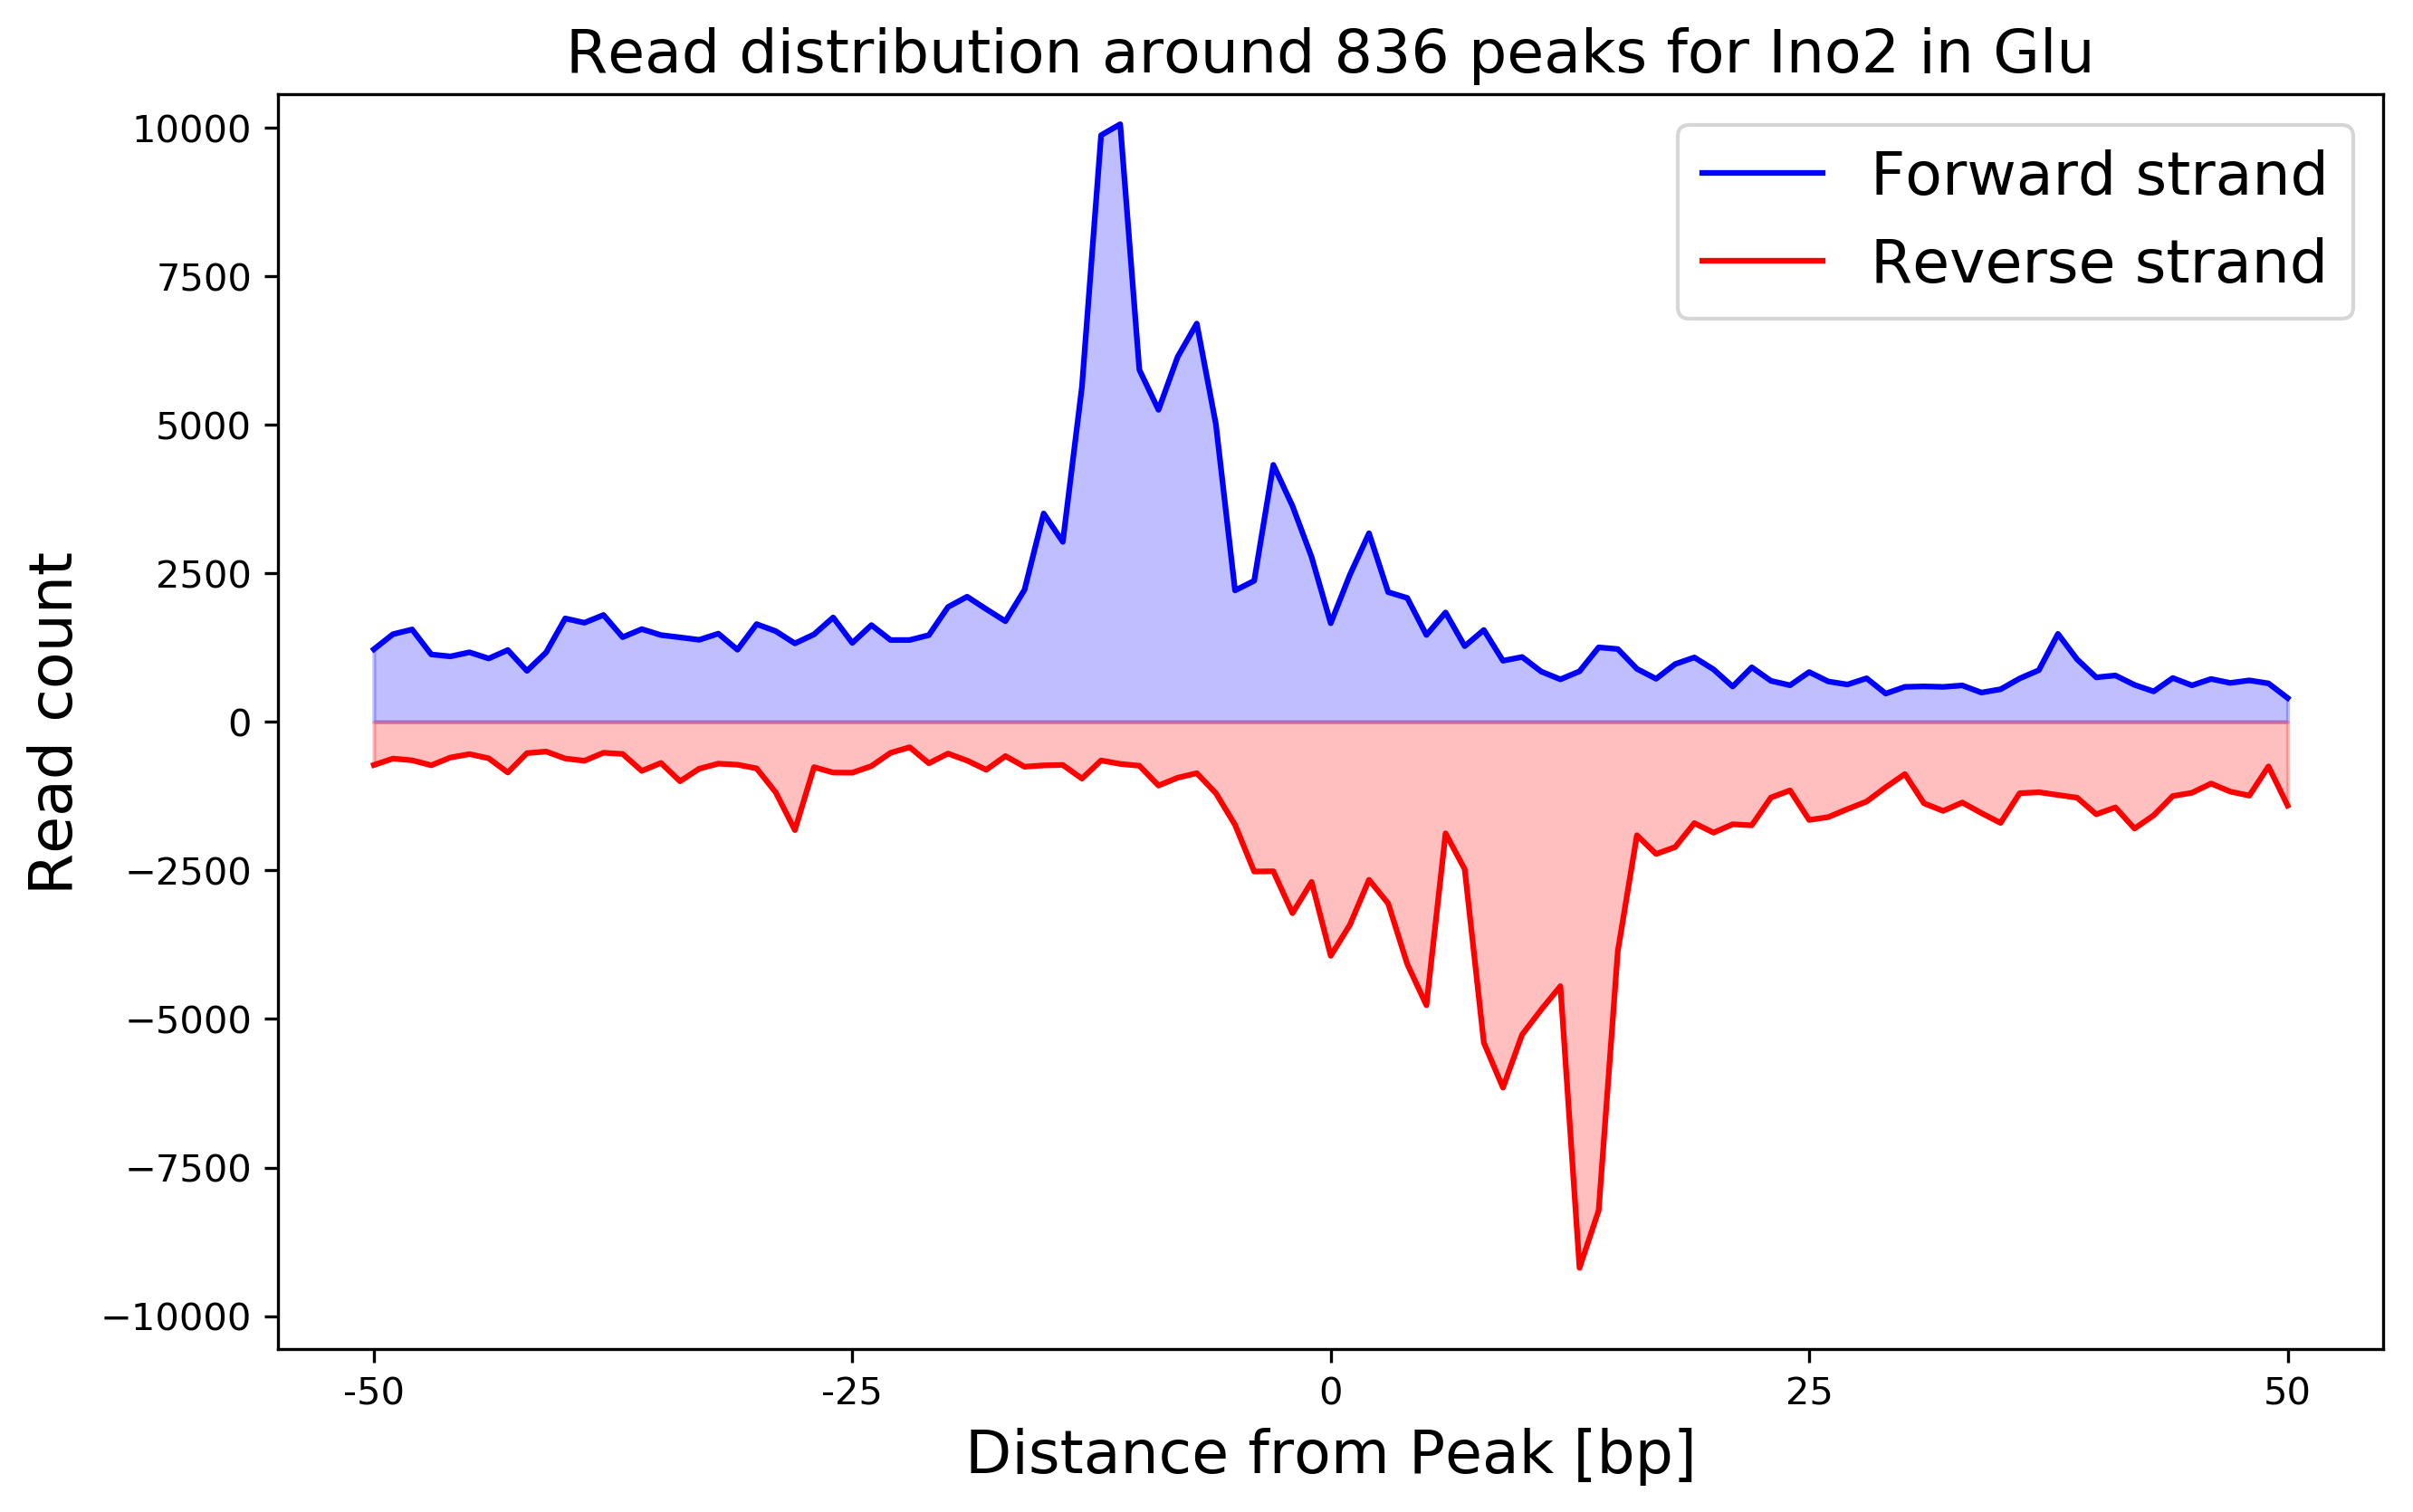 Read distribution around 836 peaks for Ino2 in Glu
Forward strand
Reverse strand
Read count
10000
7500
5000
2500
0
−2500
−5000
−7500
−10000
-50
-25
0
25
50
Distance from Peak [bp]